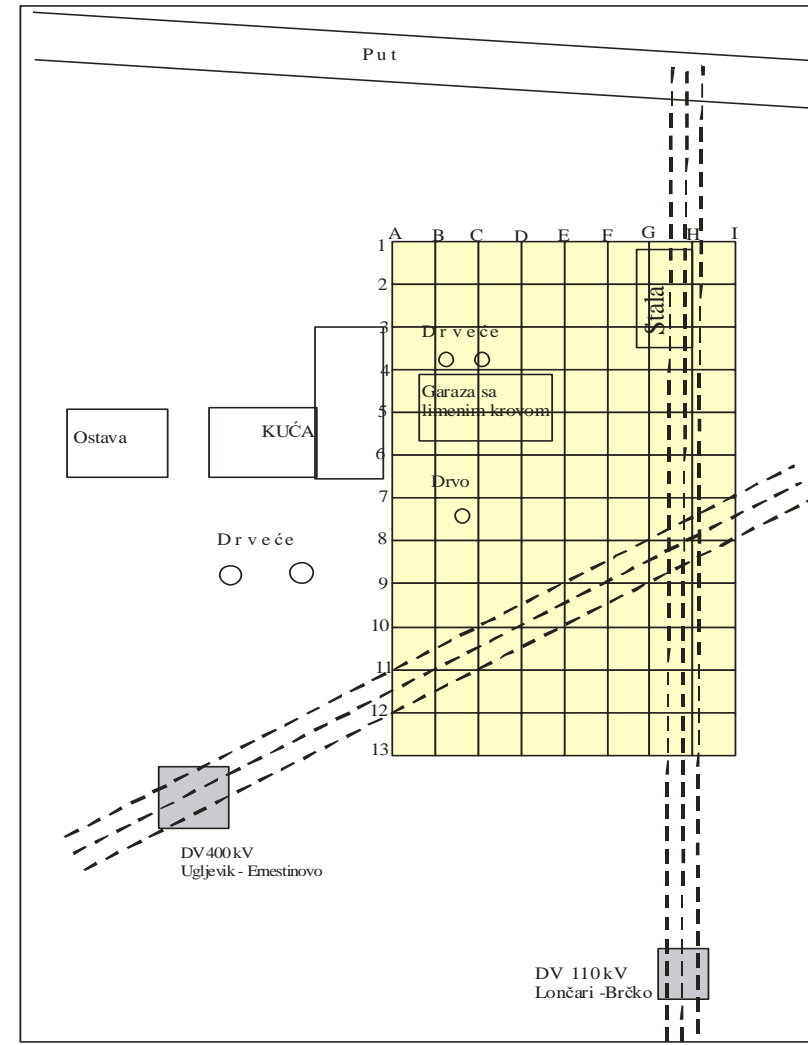 Put
A B C D E F G H I
1
2
3
4
5
6
7
8
9
10
11
12
13
Stala
Drveće
Garaza sa
limenim krovom
KUĆA
Ostava
Drvo
Drveće
DV 400 kV
Ugljevik - Ernestinovo
DV 110 kV
Lončari -Brčko